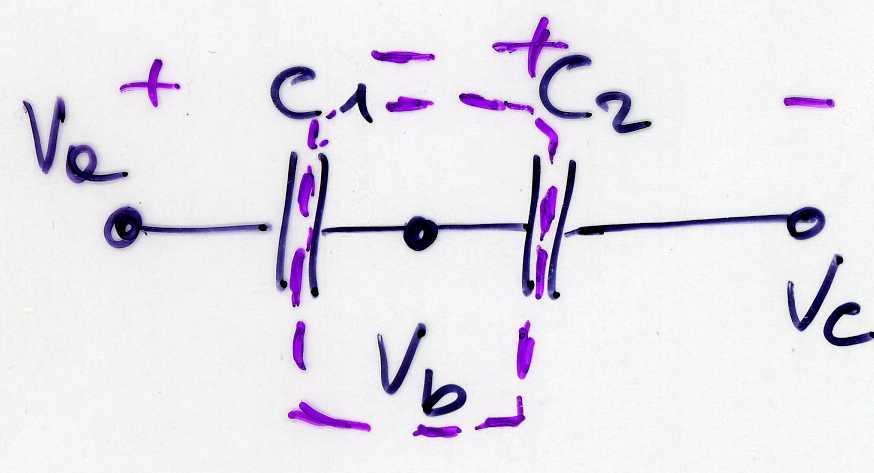 + C1 − + C2 −
Va
Vb
Vc